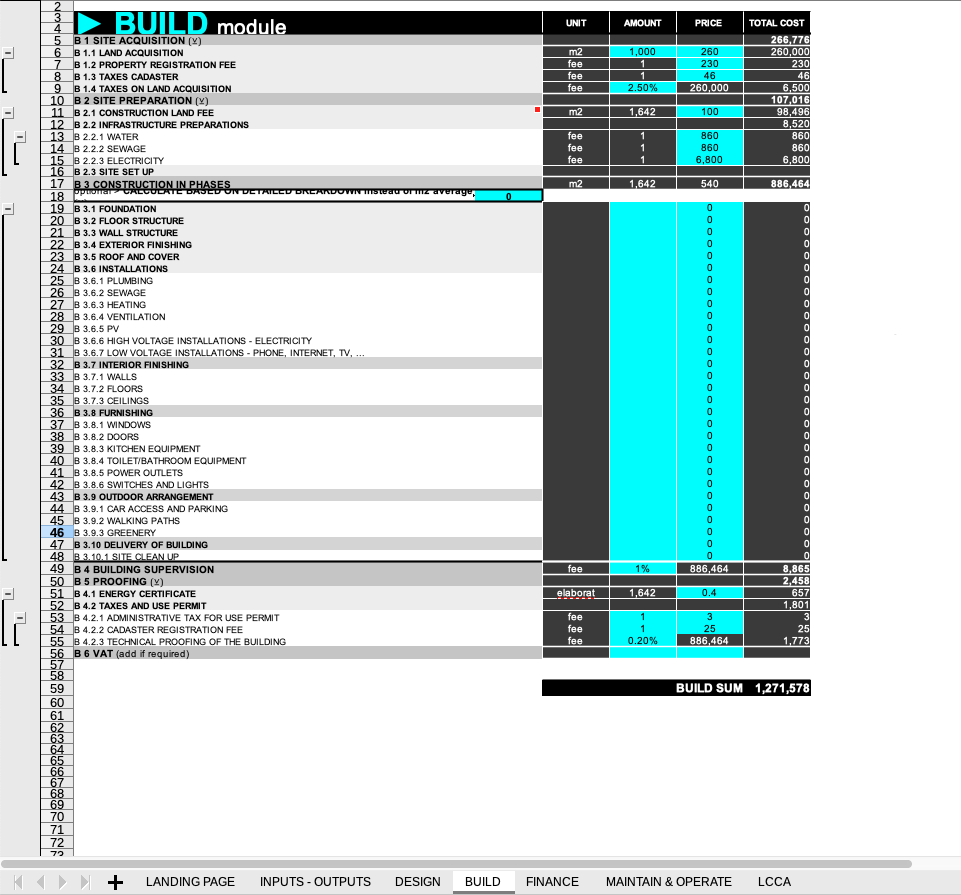 2
3 ▶ BUILD module UNIT AMOUNT PRICE TOTAL COST
4
5 B 1 SITE ACQUISITION (v) 266,776
6 B 1.1 LAND ACQUISITION m2 1,000 260 260,000
7 B 1.2 PROPERTY REGISTRATION FEE fee 1 230 230
8 B 1.3 TAXES CADASTER fee 1 46 46
9 B 1.4 TAXES ON LAND ACQUISITION fee 2.50% 260,000 6,500
10 B 2 SITE PREPARATION (v) 107,016
11 B 2.1 CONSTRUCTION LAND FEE m2 1,642 100 98,496
12 B 2.2 INFRASTRUCTURE PREPARATIONS 8,520
13 B 2.2.1 WATER fee 1 860 860
14 B 2.2.2 SEWAGE fee 1 860 860
15 B 2.2.3 ELECTRICITY fee 1 6,800 6,800
16 B 2.3 SITE SET UP
17 B 3 CONSTRUCTION IN PHASES m2 1,642 540 886,464
18 optional > CALCULATE BASED ON DETAILED BREAKDOWN instead of m2 average, 0
19 B 3.1 FOUNDATION 0 0
20 B 3.2 FLOOR STRUCTURE 0 0
21 B 3.3 WALL STRUCTURE 0 0
22 B 3.4 EXTERIOR FINISHING 0 0
23 B 3.5 ROOF AND COVER 0 0
24 B 3.6 INSTALLATIONS 0 0
25 B 3.6.1 PLUMBING 0 0
26 B 3.6.2 SEWAGE 0 0
27 B 3.6.3 HEATING 0 0
28 B 3.6.4 VENTILATION 0 0
29 B 3.6.5 PV 0 0
30 B 3.6.6 HIGH VOLTAGE INSTALLATIONS - ELECTRICITY 0 0
31 B 3.6.7 LOW VOLTAGE INSTALLATIONS - PHONE, INTERNET, TV, ... 0 0
32 B 3.7 INTERIOR FINISHING 0 0
33 B 3.7.1 WALLS 0 0
34 B 3.7.2 FLOORS 0 0
35 B 3.7.3 CEILINGS 0 0
36 B 3.8 FURNISHING 0 0
37 B 3.8.1 WINDOWS 0 0
38 B 3.8.2 DOORS 0 0
39 B 3.8.3 KITCHEN EQUIPMENT 0 0
40 B 3.8.4 TOILET/BATHROOM EQUIPMENT 0 0
41 B 3.8.5 POWER OUTLETS 0 0
42 B 3.8.6 SWITCHES AND LIGHTS 0 0
43 B 3.9 OUTDOOR ARRANGEMENT 0 0
44 B 3.9.1 CAR ACCESS AND PARKING 0 0
45 B 3.9.2 WALKING PATHS 0 0
46 B 3.9.3 GREENERY 0 0
47 B 3.10 DELIVERY OF BUILDING 0 0
48 B 3.10.1 SITE CLEAN UP 0 0
49 B 4 BUILDING SUPERVISION fee 1% 886,464 8,865
50 B 5 PROOFING (v) 2,458
51 B 4.1 ENERGY CERTIFICATE elaborat 1,642 0.4 657
52 B 4.2 TAXES AND USE PERMIT 1,801
53 B 4.2.1 ADMINISTRATIVE TAX FOR USE PERMIT fee 1 3 3
54 B 4.2.2 CADASTER REGISTRATION FEE fee 1 25 25
55 B 4.2.3 TECHNICAL PROOFING OF THE BUILDING fee 0.20% 886,464 1,773
56 B 6 VAT (add if required)
57
58
59 BUILD SUM 1,271,578
60
61
62
63
64
65
66
67
68
69
70
71
72
73
LANDING PAGE INPUTS - OUTPUTS DESIGN BUILD FINANCE MAINTAIN & OPERATE LCCA